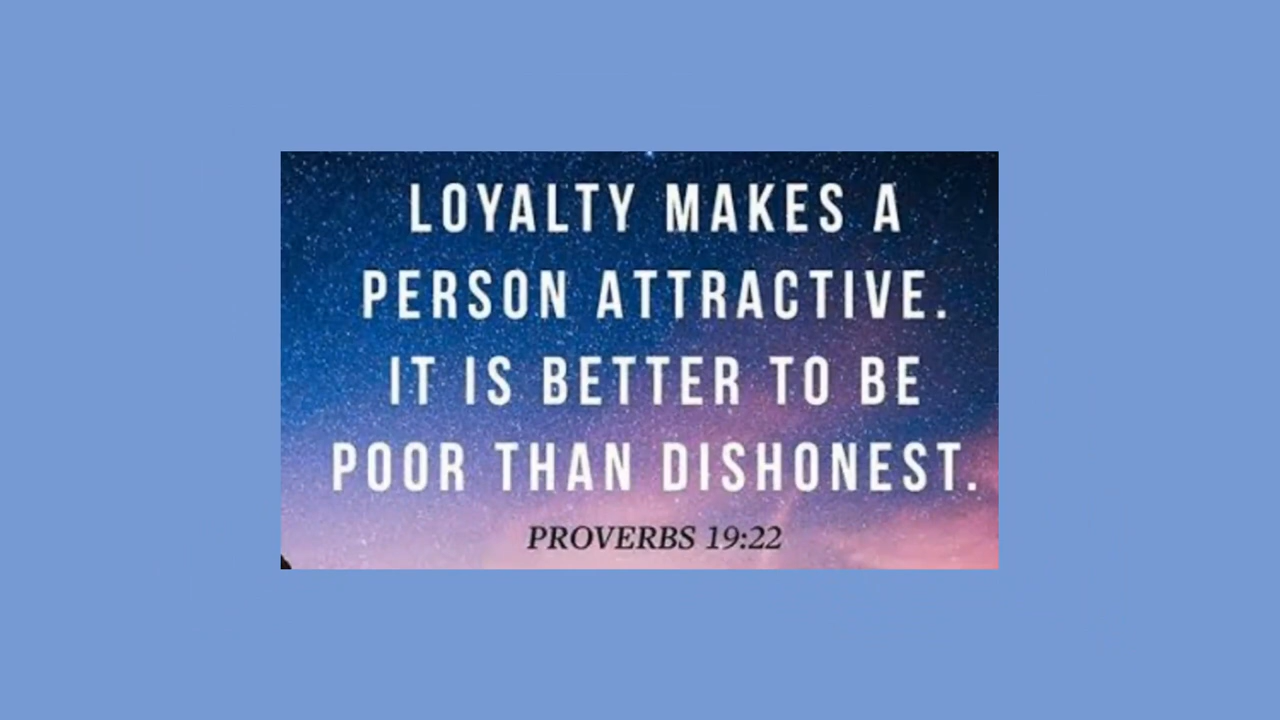 LOYALTY MAKES A
PERSON ATTRACTIVE.
IT IS BETTER TO BE
POOR THAN DISHONEST.
PROVERBS 19:22